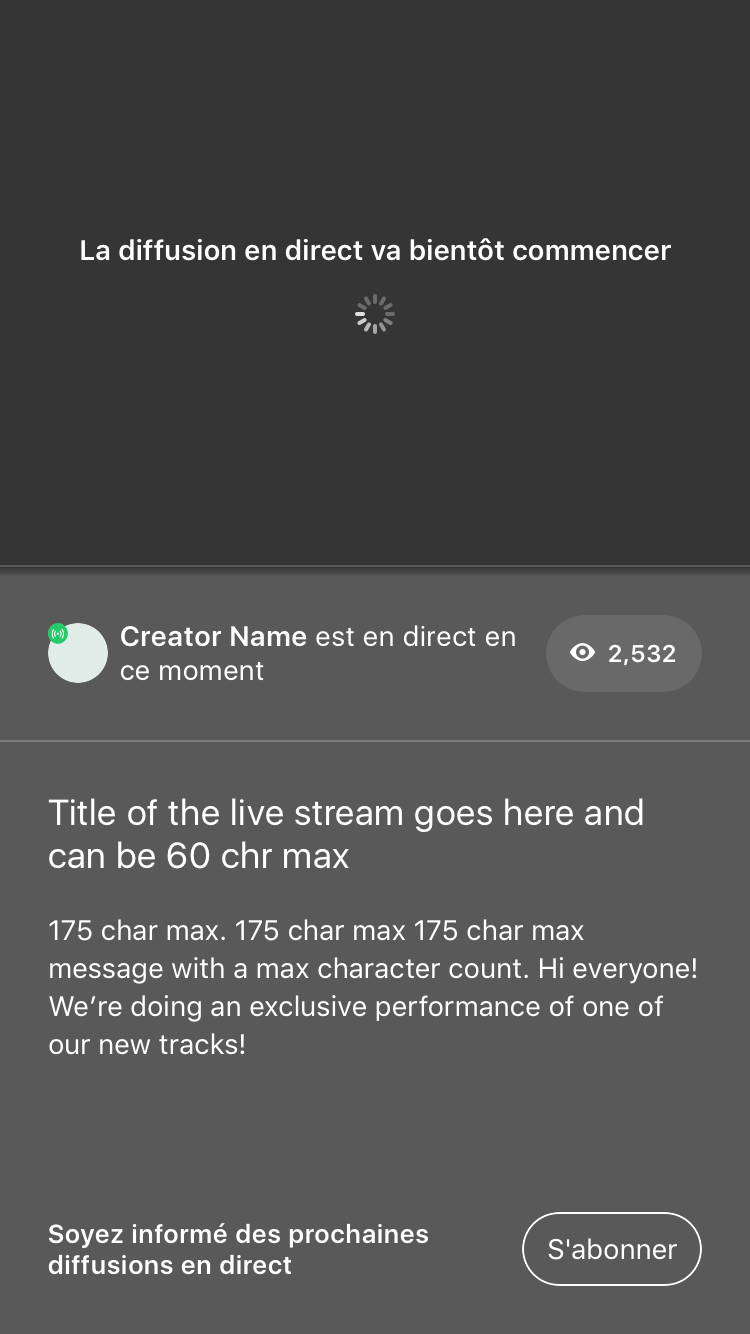 La diffusion en direct va bientôt commencer
Creator Name est en direct en
ce moment
2,532
Title of the live stream goes here and
can be 60 chr max
175 char max. 175 char max 175 char max
message with a max character count. Hi everyone!
We’re doing an exclusive performance of one of
our new tracks!
Soyez informé des prochaines
diffusions en direct
S'abonner